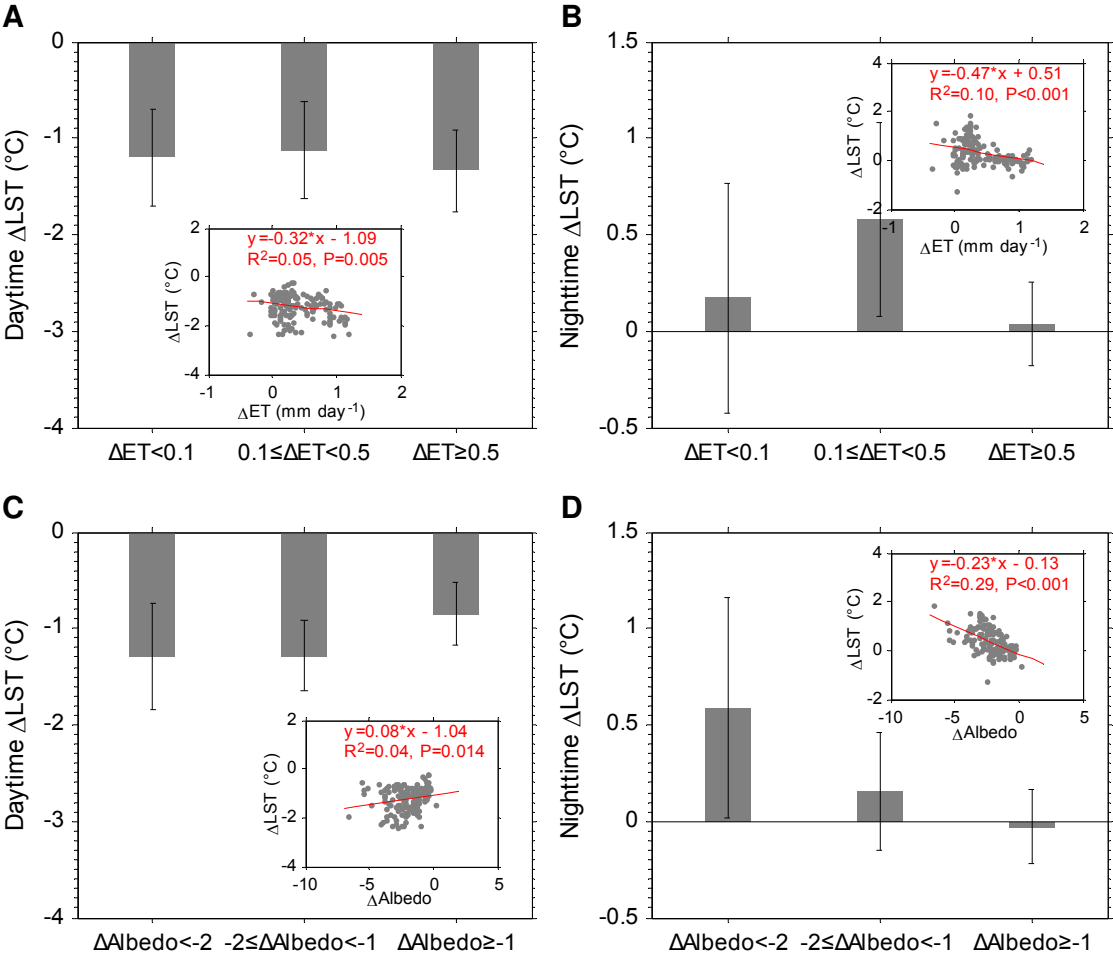 A
Daytime ΔLST (°C)
0
-1
-2
-3
-4
ΔET<0.1
0.1≤ΔET<0.5
ΔET≥0.5
y=-0.32*x - 1.09
R²=0.05, P=0.005
ΔLST (°C)
2
0
-2
-4
-1
0
1
2
ΔET (mm day⁻¹)
B
Nighttime ΔLST (°C)
1.5
1
0.5
0
-0.5
ΔET<0.1
0.1≤ΔET<0.5
ΔET≥0.5
y=-0.47*x + 0.51
R²=0.10, P<0.001
ΔLST (°C)
4
2
0
-2
-1
0
1
2
ΔET (mm day⁻¹)
C
Daytime ΔLST (°C)
0
-1
-2
-3
-4
ΔAlbedo<-2
-2≤ΔAlbedo<-1
ΔAlbedo≥-1
y=0.08*x - 1.04
R²=0.04, P=0.014
ΔLST (°C)
2
0
-2
-4
-10
-5
0
5
ΔAlbedo
D
Nighttime ΔLST (°C)
1.5
1
0.5
0
-0.5
ΔAlbedo<-2
-2≤ΔAlbedo<-1
ΔAlbedo≥-1
y=-0.23*x - 0.13
R²=0.29, P<0.001
ΔLST (°C)
4
2
0
-2
-10
-5
0
5
ΔAlbedo